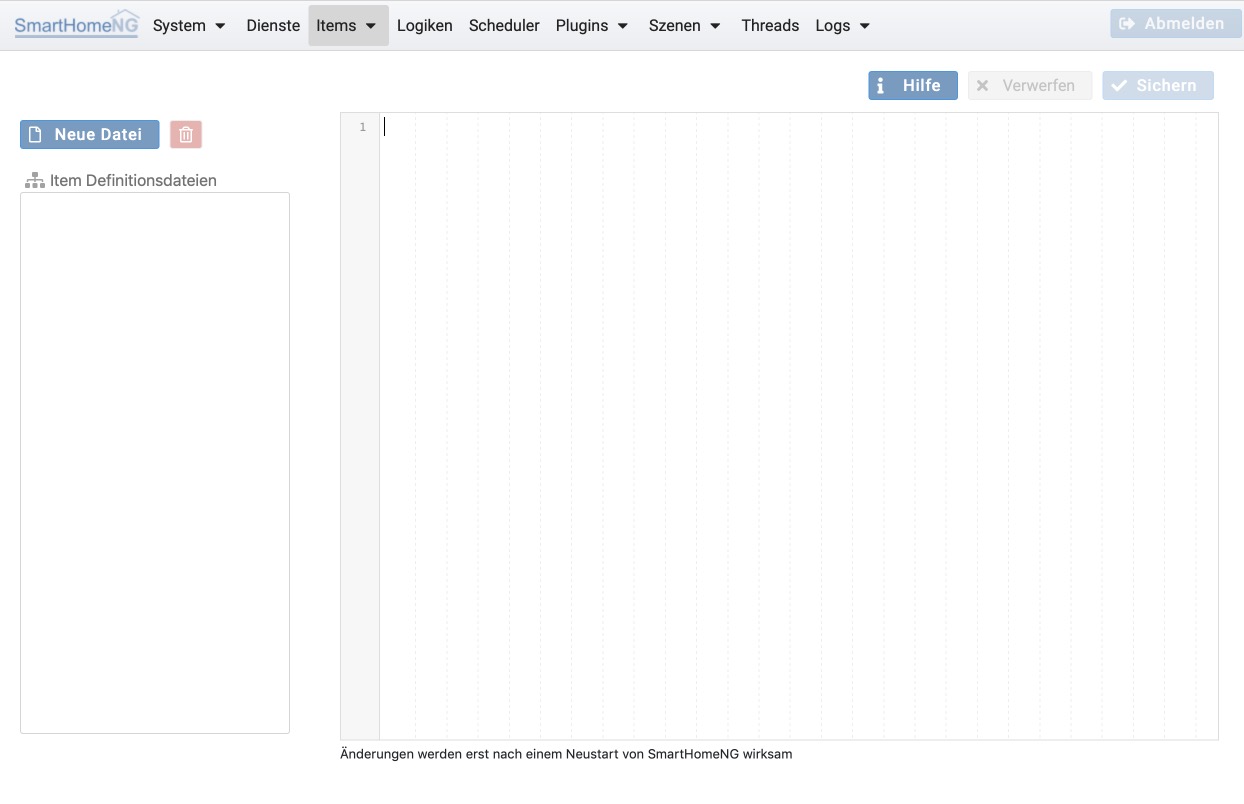 SmartHomeNG System Dienste Items Logiken Scheduler Plugins Szenen Threads Logs Abmelden
Hilfe Verwerfen Sichern
Neue Datei
Item Definitionsdateien
1
Änderungen werden erst nach einem Neustart von SmartHomeNG wirksam